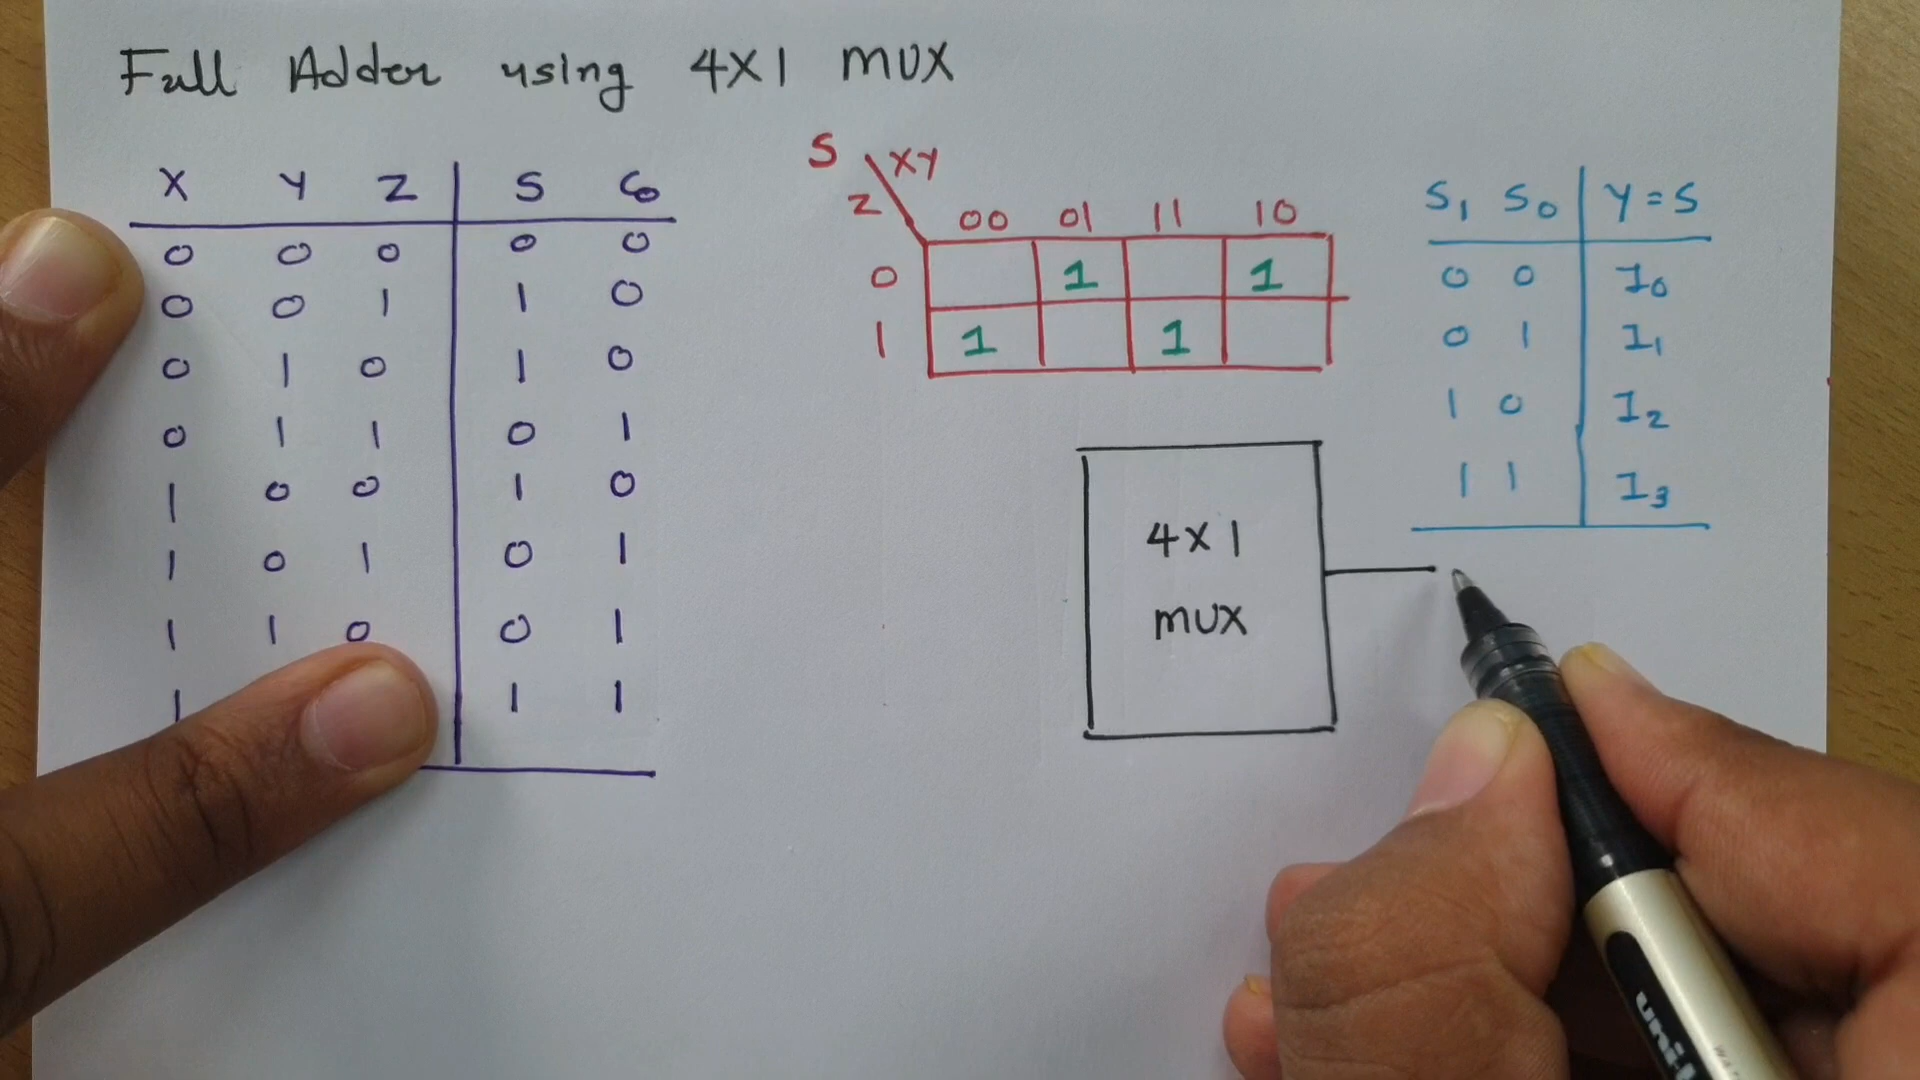 Full Adder using 4X1 MUX
X Y Z S Co
0 0 0 0 0
0 0 1 1 0
0 1 0 1 0
0 1 1 0 1
1 0 0 1 0
1 0 1 0 1
1 1 0 0 1
1 1 1
S XY
Z 00 01 11 10
0 1 1
1 1 1
S1 S0 Y = S
0 0 I0
0 1 I1
1 0 I2
1 1 I3
4X1
MUX
uni